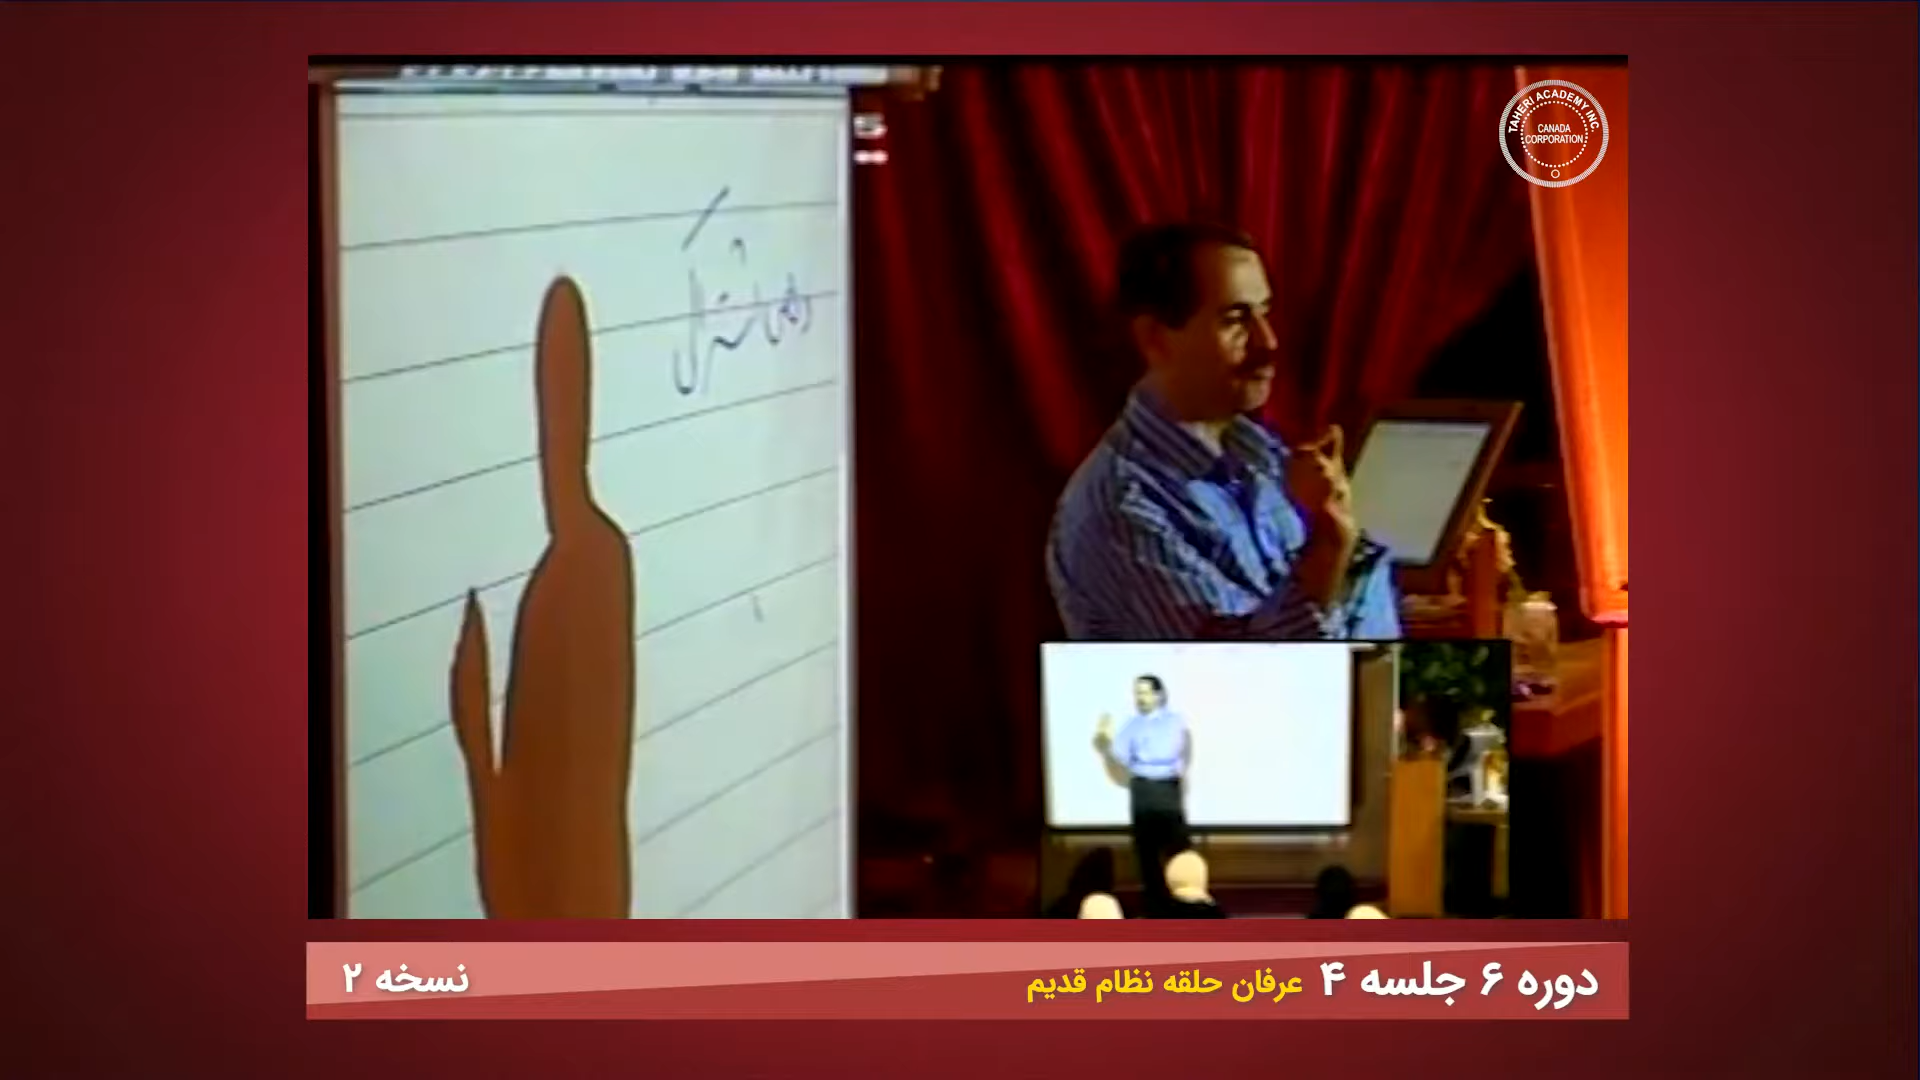 TAHERI ACADEMY INC.
CANADA
CORPORATION
دوره ۶ جلسه ۴ عرفان حلقه نظام قدیم
نسخه ۲